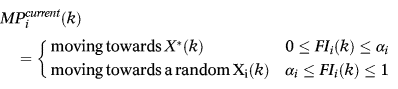 MP_i^{current}(k)
= { moving towards X*(k)    0 ≤ FI_i(k) ≤ α_i
moving towards a random X_i(k)    α_i ≤ FI_i(k) ≤ 1